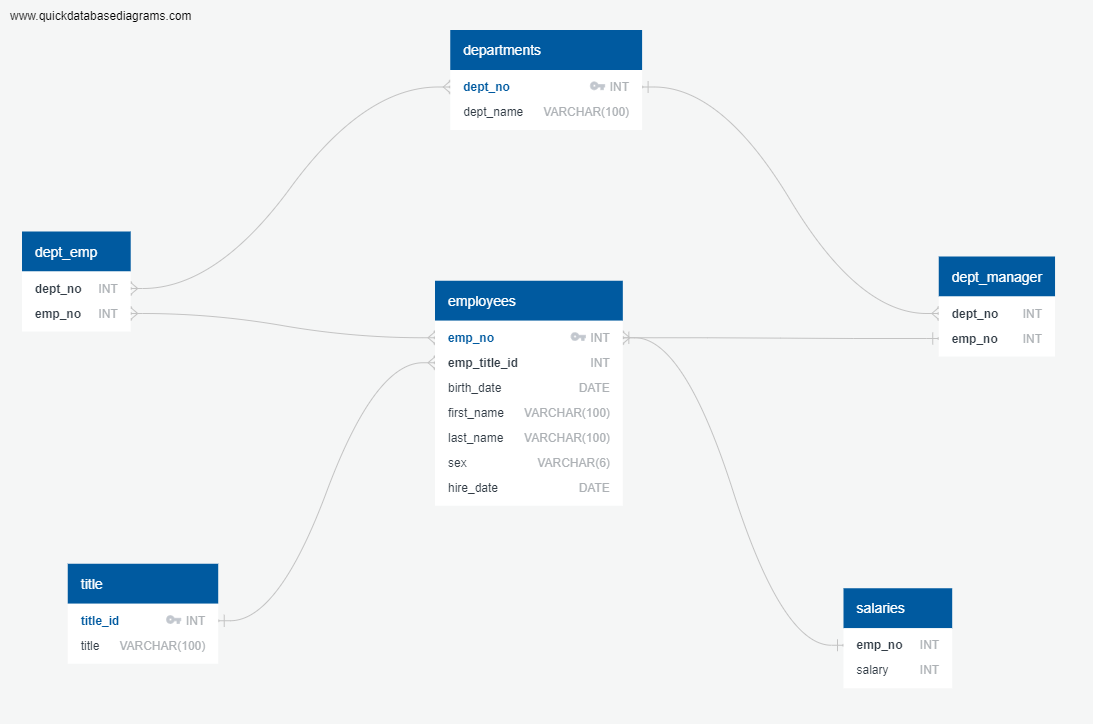 www.quickdatabasediagrams.com
departments
dept_no INT
dept_name VARCHAR(100)
dept_emp
dept_no INT
emp_no INT
dept_manager
dept_no INT
emp_no INT
employees
emp_no INT
emp_title_id INT
birth_date DATE
first_name VARCHAR(100)
last_name VARCHAR(100)
sex VARCHAR(6)
hire_date DATE
title
title_id INT
title VARCHAR(100)
salaries
emp_no INT
salary INT